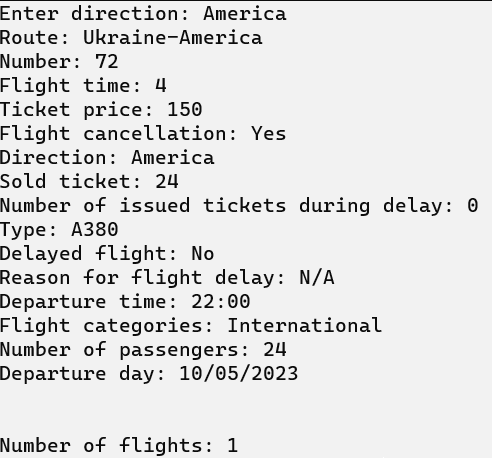 Enter direction: America
Route: Ukraine-America
Number: 72
Flight time: 4
Ticket price: 150
Flight cancellation: Yes
Direction: America
Sold ticket: 24
Number of issued tickets during delay: 0
Type: A380
Delayed flight: No
Reason for flight delay: N/A
Departure time: 22:00
Flight categories: International
Number of passengers: 24
Departure day: 10/05/2023
Number of flights: 1